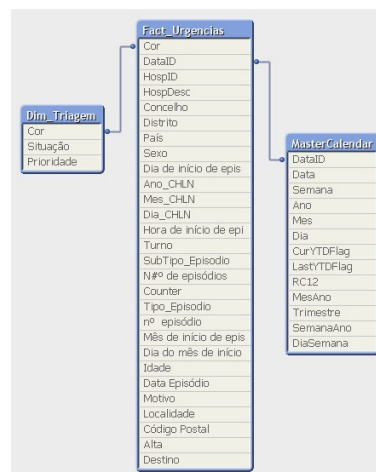 Fact_Urgencias
Cor
DataID
HospID
HospDesc
Concelho
Distrito
País
Sexo
Dia de início de epis
Ano_CHLN
Mes_CHLN
Dia_CHLN
Hora de início de epi
Turno
SubTipo_Episodio
N#º de episódios
Counter
Tipo_Episodio
nº episódio
Mês de início de epis
Dia do mês de início
Idade
Data Episódio
Motivo
Localidade
Código Postal
Alta
Destino
Dim_Triagem
Cor
Situação
Prioridade
MasterCalendar
DataID
Data
Semana
Ano
Mes
Dia
CurYTDFlag
LastYTDFlag
RC12
MesAno
Trimestre
SemanaAno
DiaSemana